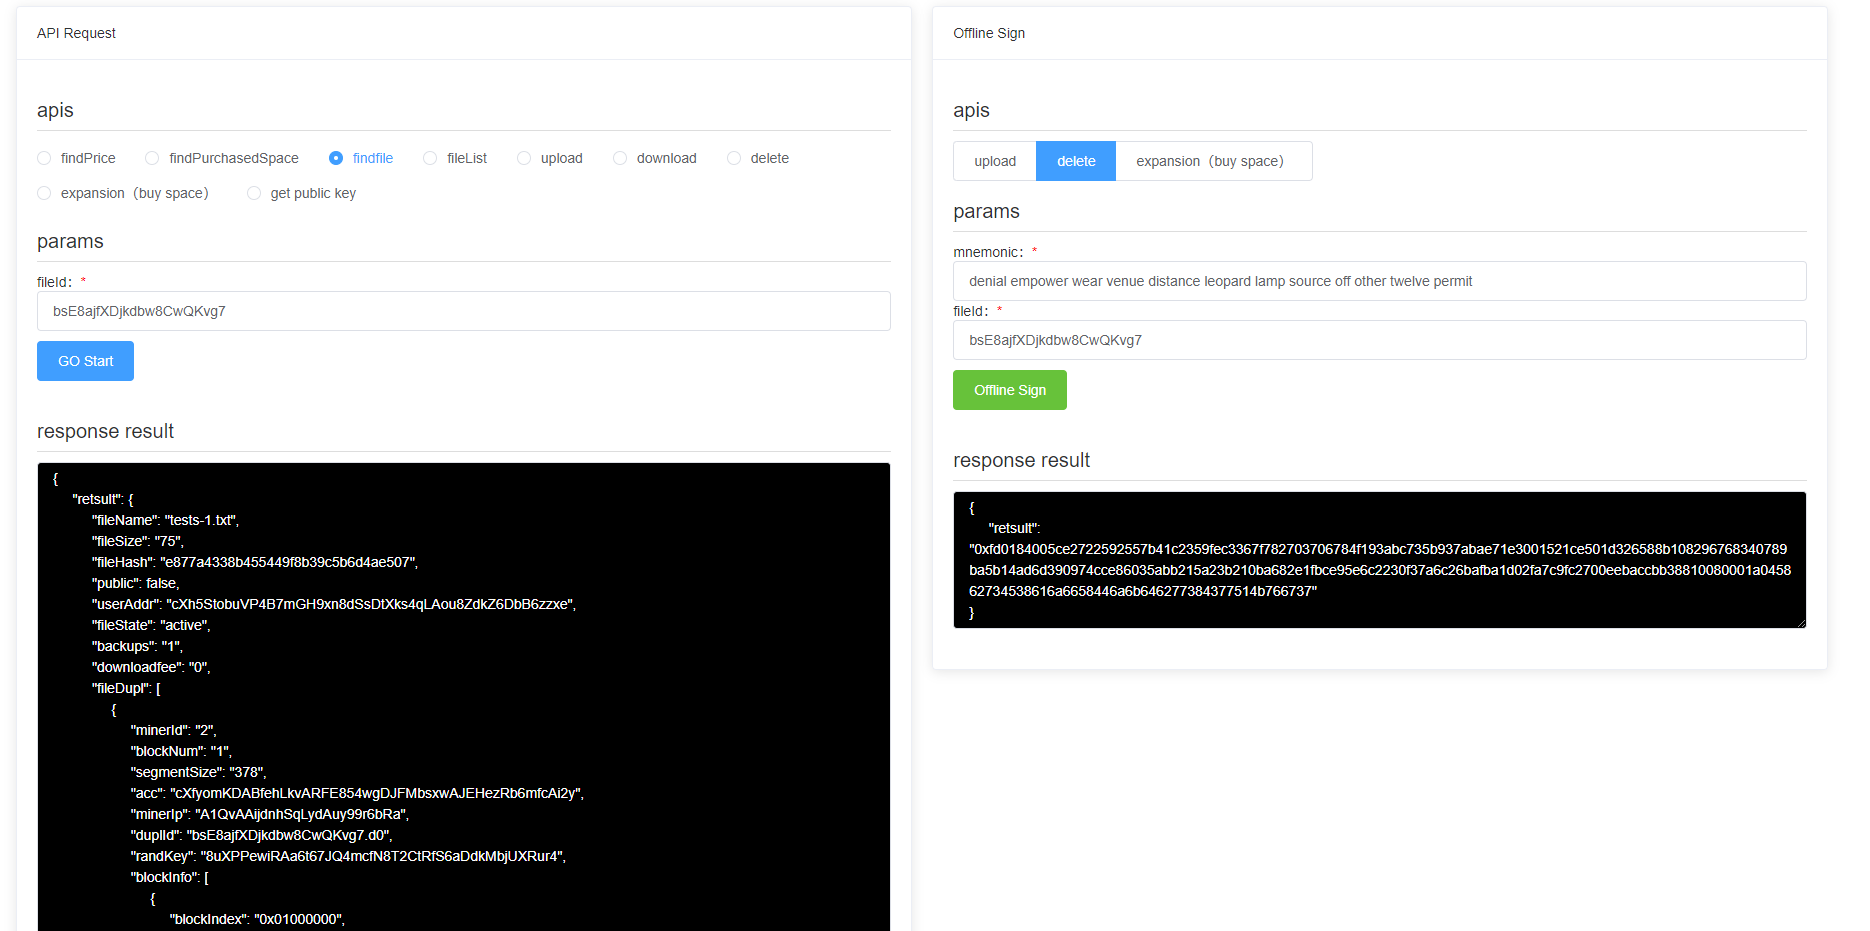 API Request
apis
findPrice findPurchasedSpace findfile fileList upload download delete
expansion（buy space） get public key
params
fileId： *
bsE8ajfXDjkdbw8CwQKvg7
GO Start
response result
{
"retsult": {
"fileName": "tests-1.txt",
"fileSize": "75",
"fileHash": "e877a4338b455449f8b39c5b6d4ae507",
"public": false,
"userAddr": "cXh5StobuVP4B7mGH9xn8dSsDtXks4qLAou8ZdkZ6DbB6zzxe",
"fileState": "active",
"backups": "1",
"downloadfee": "0",
"fileDupl": [
{
"minerId": "2",
"blockNum": "1",
"segmentSize": "378",
"acc": "cXfyomKDABfehLkvARFE854wgDJFMbsxwAJEHezRb6mfcAi2y",
"minerIp": "A1QvAAijdnhSqLydAuy99r6bRa",
"duplId": "bsE8ajfXDjkdbw8CwQKvg7.d0",
"randKey": "8uXPPewiRAa6t67JQ4mcfN8T2CtRfS6aDdkMbjUXRur4",
"blockInfo": [
{
"blockIndex": "0x01000000",
Offline Sign
apis
upload delete expansion（buy space）
params
mnemonic： *
denial empower wear venue distance leopard lamp source off other twelve permit
fileId： *
bsE8ajfXDjkdbw8CwQKvg7
Offline Sign
response result
{
"retsult":
"0xfd0184005ce2722592557b41c2359fec3367f782703706784f193abc735b937abae71e3001521ce501d326588b108296768340789
ba5b14ad6d390974cce86035abb215a23b210ba682e1fbce95e6c2230f37a6c26bafba1d02fa7c9fc2700eebaccbb38810080001a0458
62734538616a6658446a6b646277384377514b766737"
}